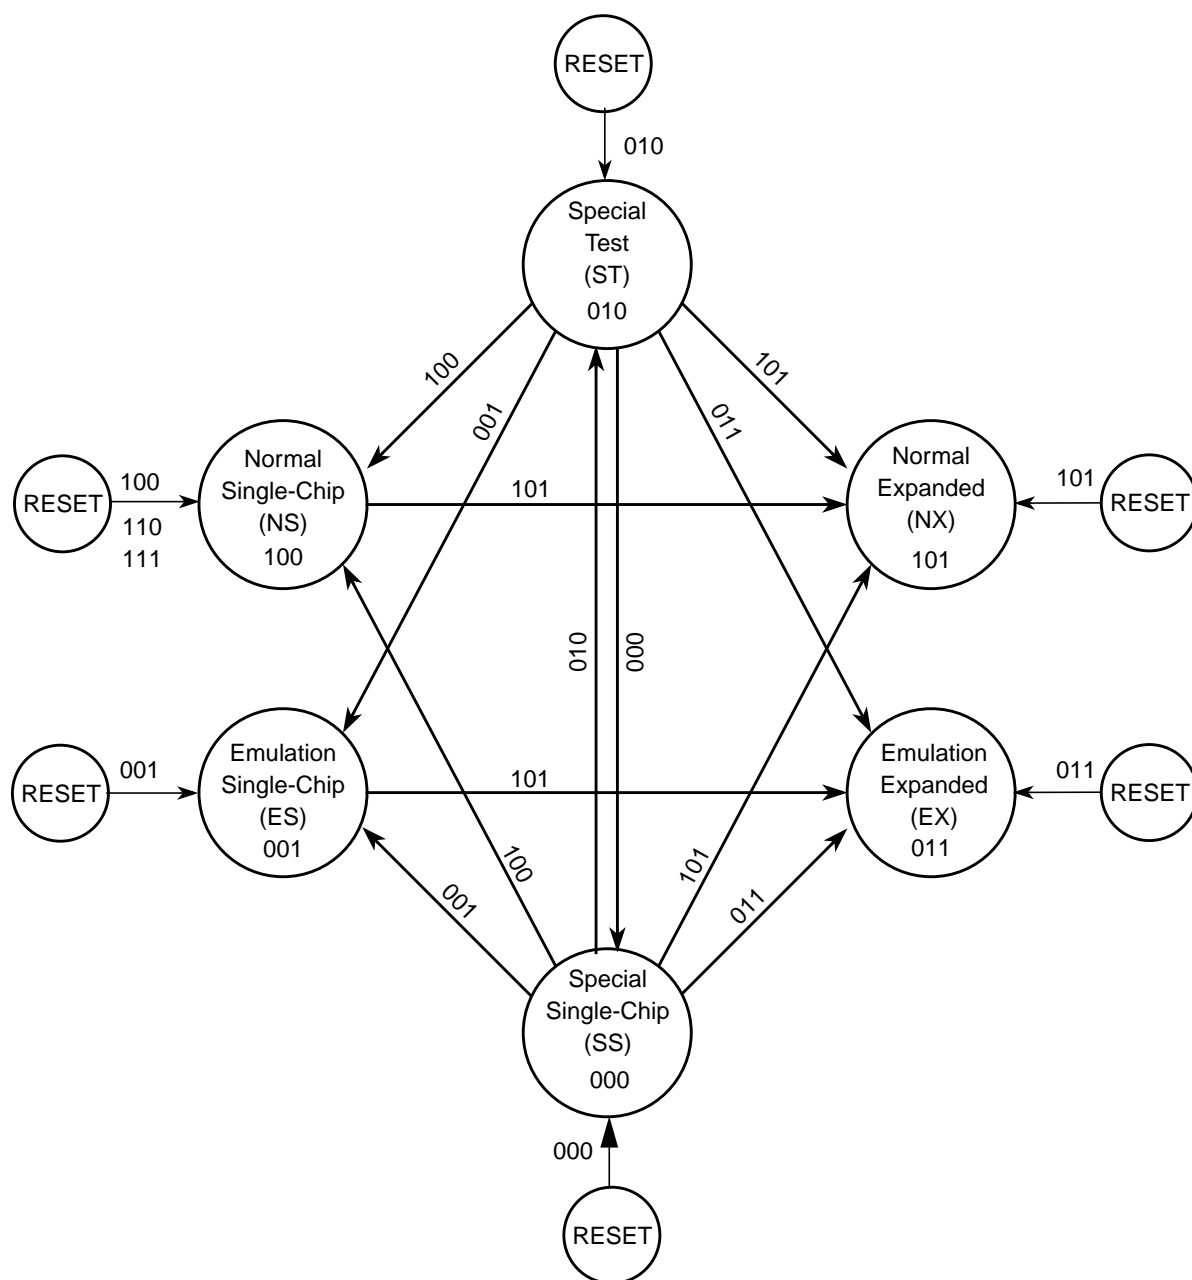 RESET
010
Special
Test
(ST)
010
100
001
101
011
Normal
Single-Chip
(NS)
100
RESET
100
110
111
101
Normal
Expanded
(NX)
101
101
RESET
010
000
RESET
001
Emulation
Single-Chip
(ES)
001
101
Emulation
Expanded
(EX)
011
011
RESET
100
001
101
011
Special
Single-Chip
(SS)
000
000
RESET